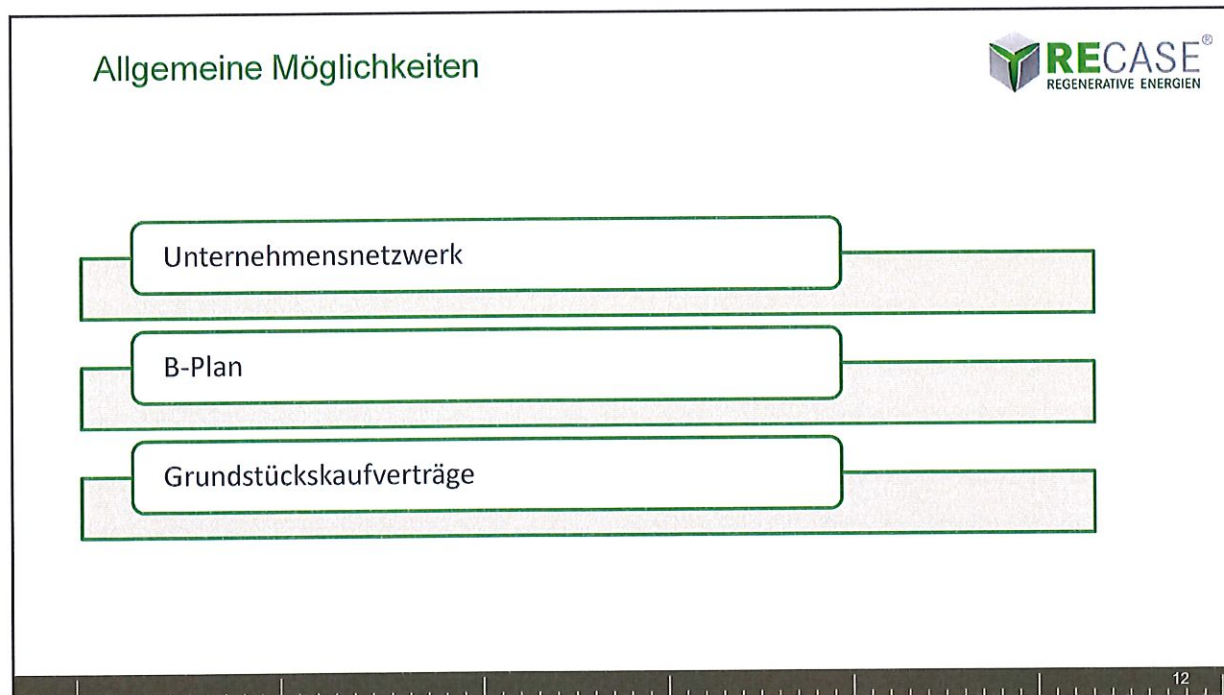 Allgemeine Möglichkeiten
RECASE®
REGENERATIVE ENERGIEN
Unternehmensnetzwerk
B-Plan
Grundstückskaufverträge
12